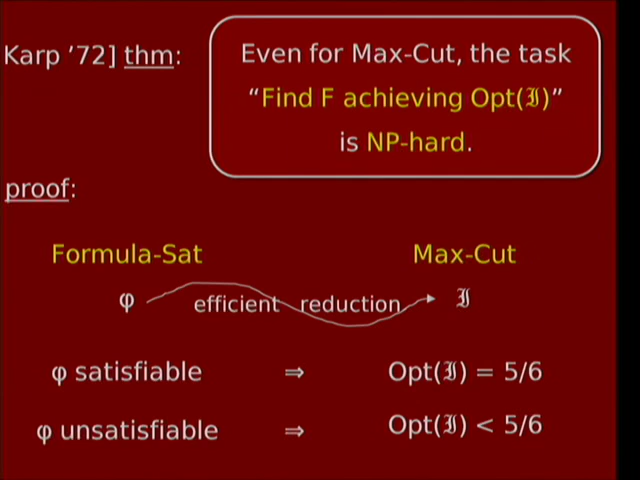 Karp ’72] thm:
Even for Max-Cut, the task
“Find F achieving Opt(ℑ)”
is NP-hard.
proof:
Formula-Sat Max-Cut
φ efficient reduction ℑ
φ satisfiable ⇒ Opt(ℑ) = 5/6
φ unsatisfiable ⇒ Opt(ℑ) < 5/6